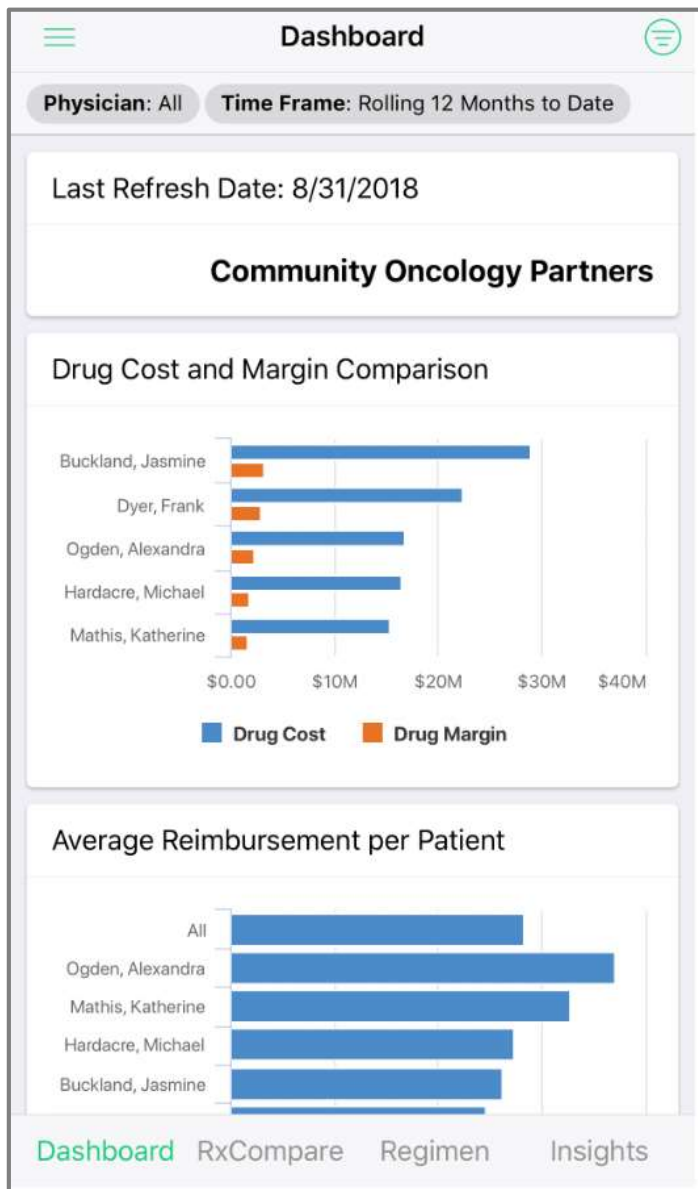 Dashboard
Physician: All Time Frame: Rolling 12 Months to Date
Last Refresh Date: 8/31/2018
Community Oncology Partners
Drug Cost and Margin Comparison
Buckland, Jasmine
Dyer, Frank
Ogden, Alexandra
Hardacre, Michael
Mathis, Katherine
$0.00 $10M $20M $30M $40M
Drug Cost Drug Margin
Average Reimbursement per Patient
All
Ogden, Alexandra
Mathis, Katherine
Hardacre, Michael
Buckland, Jasmine
Dashboard RxCompare Regimen Insights